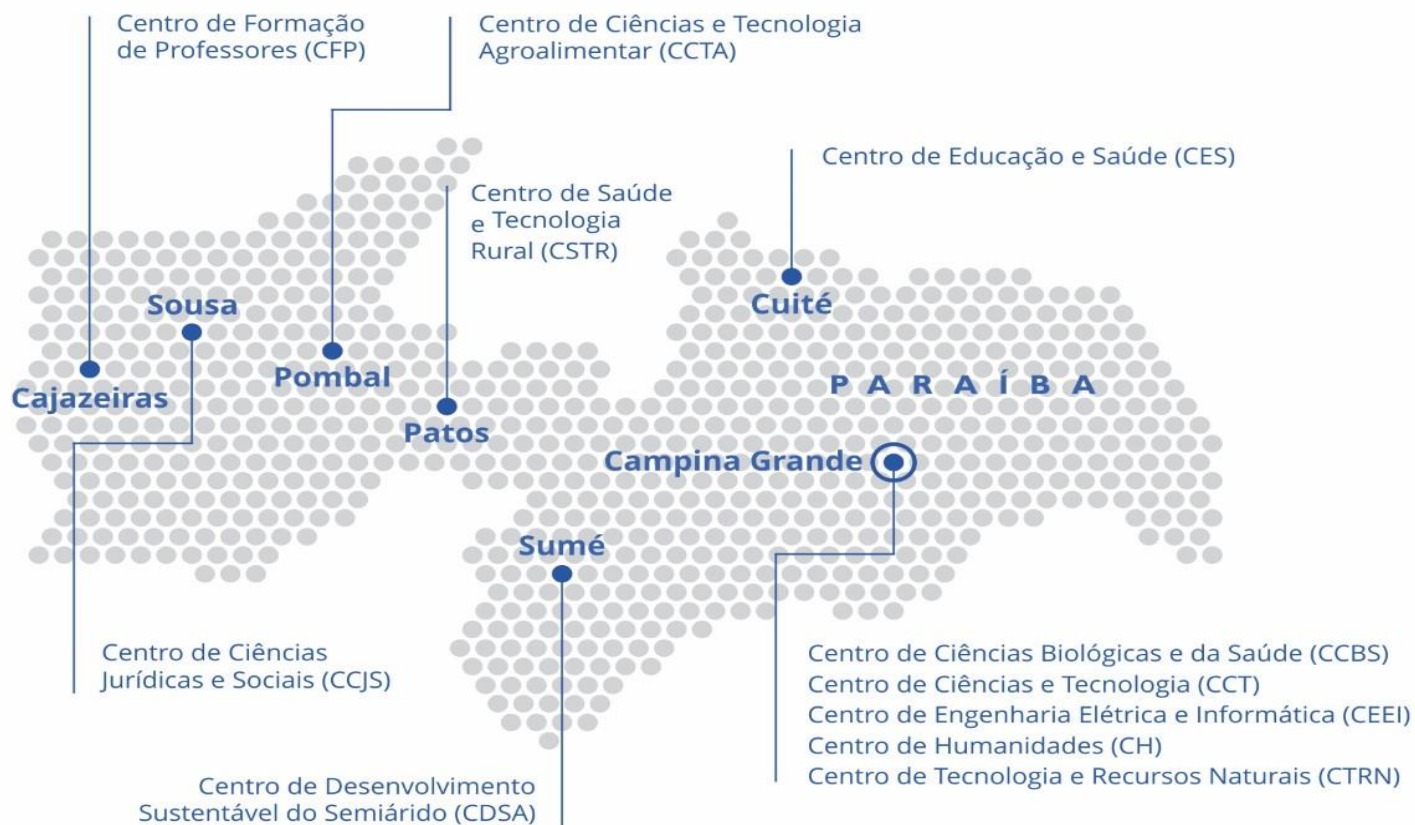 Centro de Formação
de Professores (CFP)
Centro de Ciências e Tecnologia
Agroalimentar (CCTA)
Centro de Educação e Saúde (CES)
Centro de Saúde
e Tecnologia
Rural (CSTR)
Sousa
Cuité
Pombal
Cajazeiras
PARAÍBA
Patos
Campina Grande
Sumé
Centro de Ciências
Jurídicas e Sociais (CCJS)
Centro de Ciências Biológicas e da Saúde (CCBS)
Centro de Ciências e Tecnologia (CCT)
Centro de Engenharia Elétrica e Informática (CEEI)
Centro de Humanidades (CH)
Centro de Tecnologia e Recursos Naturais (CTRN)
Centro de Desenvolvimento
Sustentável do Semiárido (CDSA)